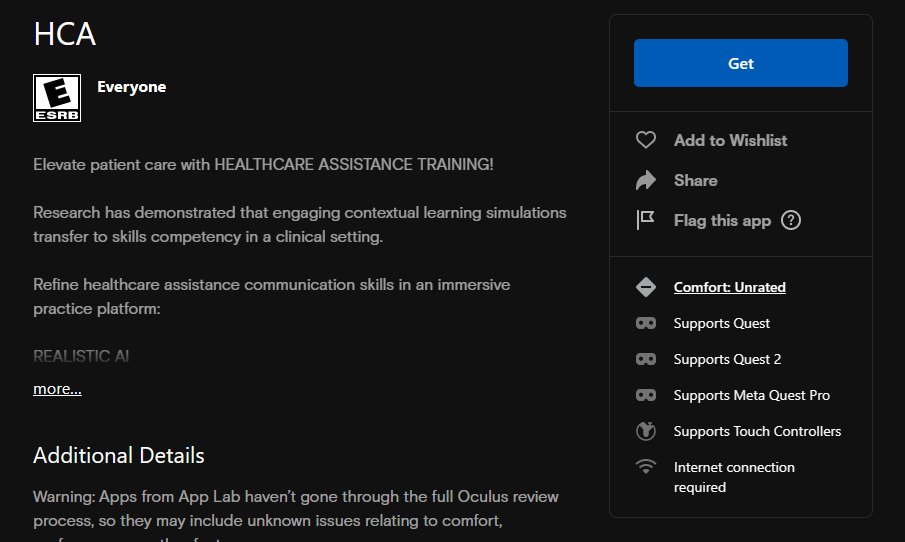 HCA
E
ESRB
Everyone
Elevate patient care with HEALTHCARE ASSISTANCE TRAINING!
Research has demonstrated that engaging contextual learning simulations
transfer to skills competency in a clinical setting.
Refine healthcare assistance communication skills in an immersive
practice platform:
REALISTIC AI
more...
Additional Details
Warning: Apps from App Lab haven't gone through the full Oculus review
process, so they may include unknown issues relating to comfort,
Get
Add to Wishlist
Share
Flag this app ?
Comfort: Unrated
Supports Quest
Supports Quest 2
Supports Meta Quest Pro
Supports Touch Controllers
Internet connection
required